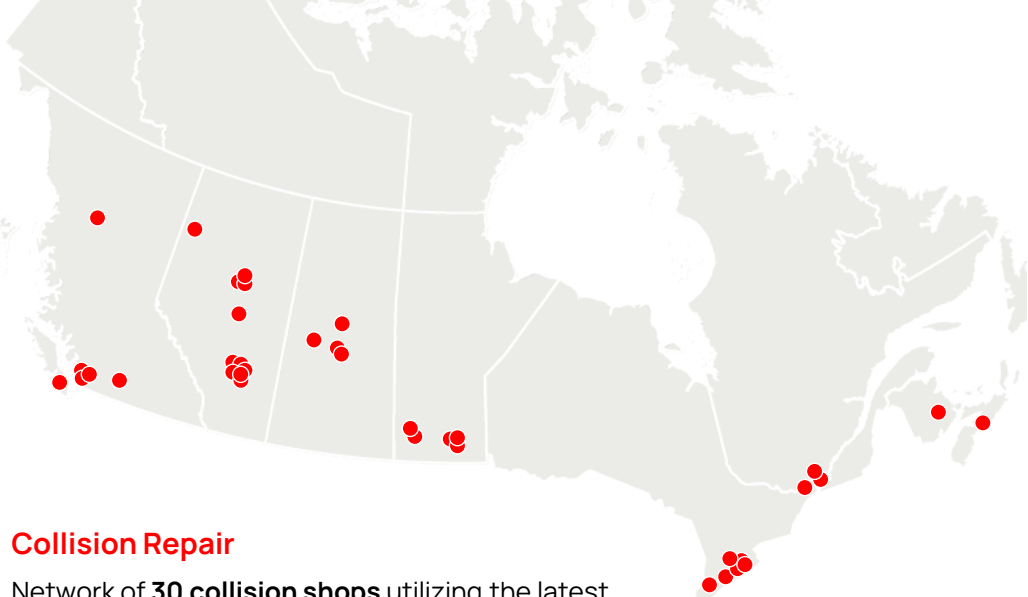 Collision Repair
Network of 30 collision shops utilizing the latest